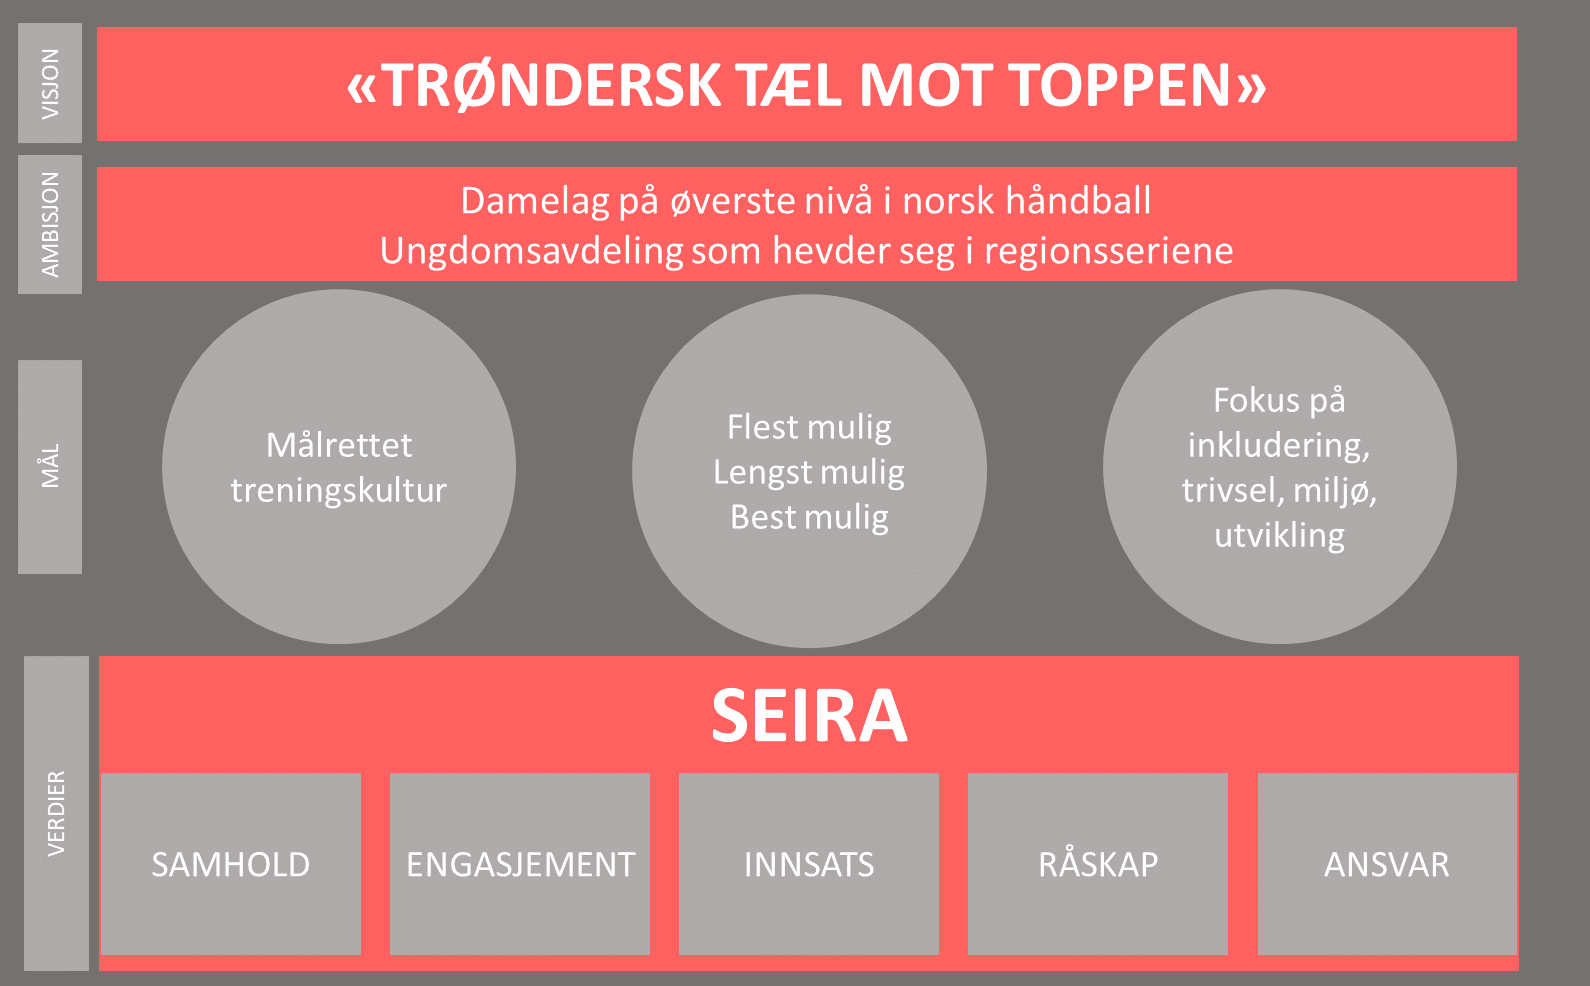 VISJON
«TRØNDERSK TÆL MOT TOPPEN»
AMBISJON
Damelag på øverste nivå i norsk håndball
Ungdomsavdeling som hevder seg i regionsseriene
MÅL
Målrettet
treningskultur
Flest mulig
Lengst mulig
Best mulig
Fokus på
inkludering,
trivsel, miljø,
utvikling
VERDIER
SEIRA
SAMHOLD
ENGASJEMENT
INNSATS
RÅSKAP
ANSVAR